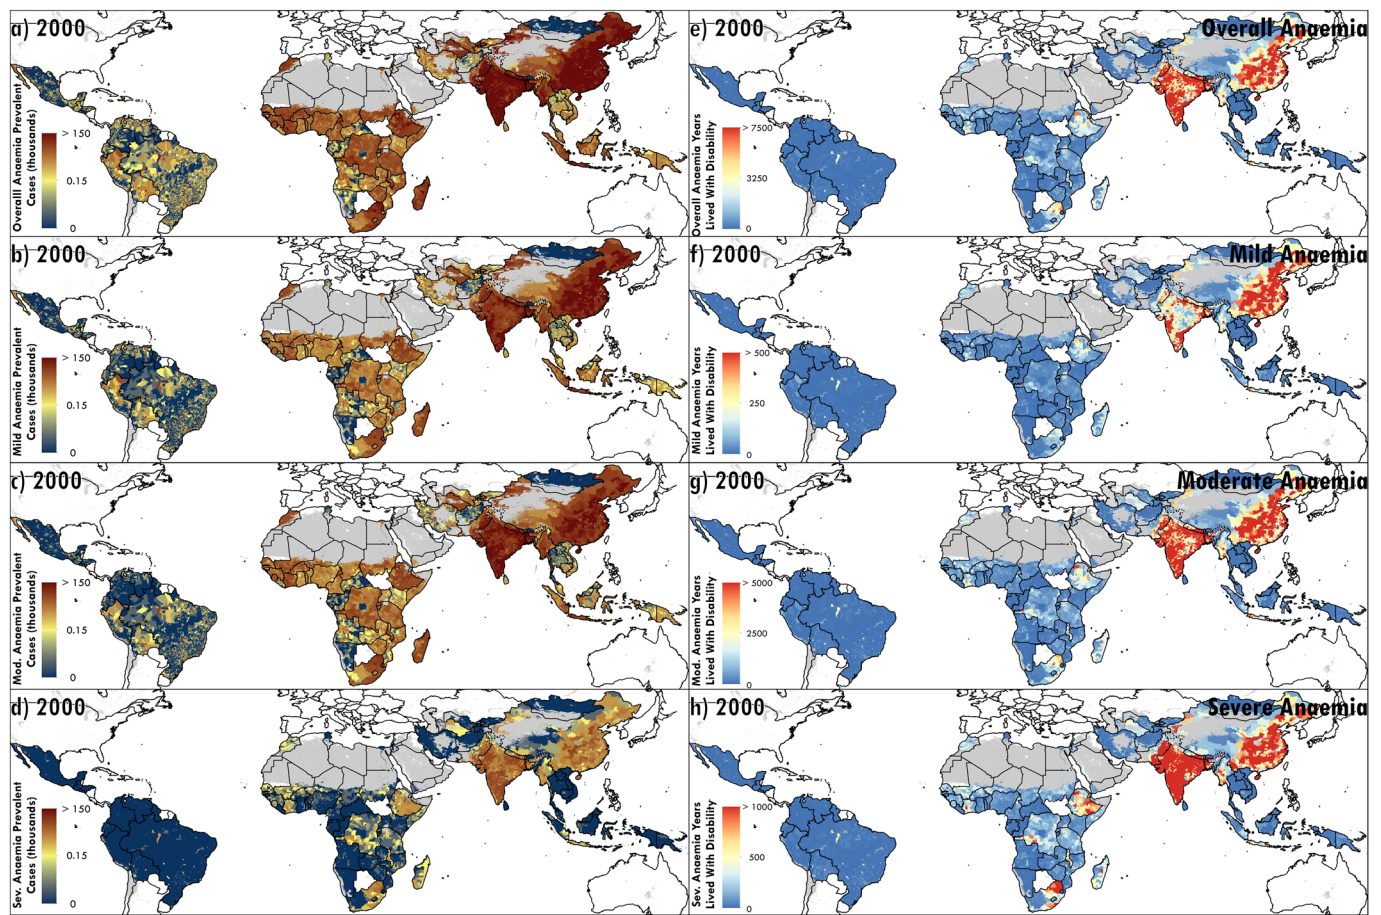 a) 2000
Overall Anaemia Prevalent
Cases (thousands)
> 150
0.15
0
e) 2000
Overall Anaemia
Overall Anaemia Years
Lived With Disability
> 7500
3250
0
b) 2000
Mild Anaemia Prevalent
Cases (thousands)
> 150
0.15
0
f) 2000
Mild Anaemia
Mild Anaemia Years
Lived With Disability
> 500
250
0
c) 2000
Mod. Anaemia Prevalent
Cases (thousands)
> 150
0.15
0
g) 2000
Moderate Anaemia
Mod. Anaemia Years
Lived With Disability
> 5000
2500
0
d) 2000
Sev. Anaemia Prevalent
Cases (thousands)
> 150
0.15
0
h) 2000
Severe Anaemia
Sev. Anaemia Years
Lived With Disability
> 1000
500
0